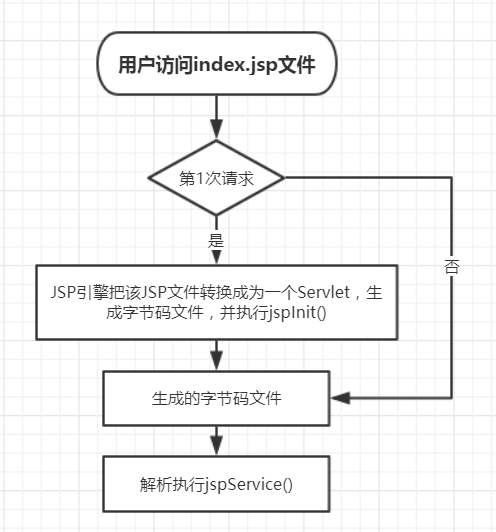 用户访问index.jsp文件
第1次请求
是
否
JSP引擎把该JSP文件转换成为一个Servlet，生
成字节码文件，并执行jspInit()
生成的字节码文件
解析执行jspService()